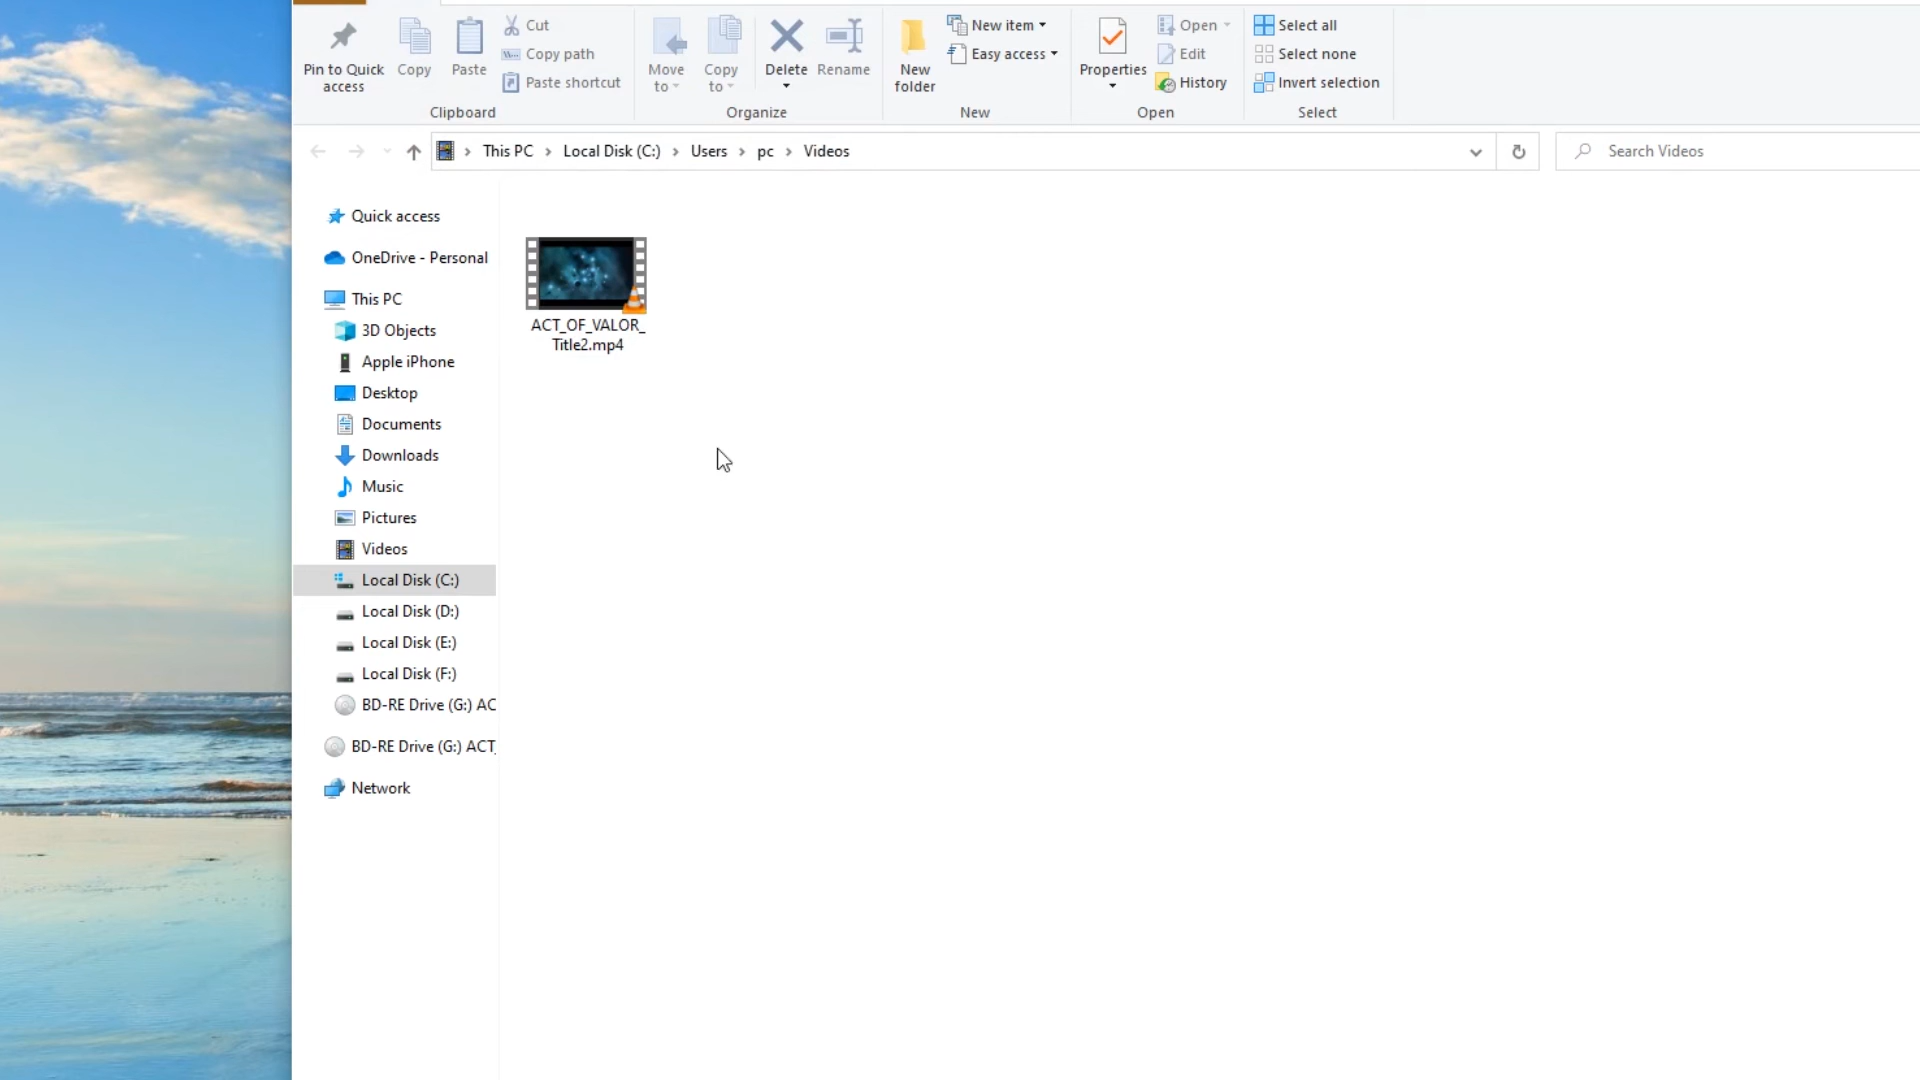 Pin to Quick
access
Copy
Paste
Cut
Copy path
Paste shortcut
Clipboard
Move
to
Copy
to
Delete
Rename
Organize
New
folder
New item
Easy access
New
Properties
Open
Edit
History
Open
Select all
Select none
Invert selection
Select
This PC > Local Disk (C:) > Users > pc > Videos
Search Videos
Quick access
OneDrive - Personal
This PC
3D Objects
Apple iPhone
Desktop
Documents
Downloads
Music
Pictures
Videos
Local Disk (C:)
Local Disk (D:)
Local Disk (E:)
Local Disk (F:)
BD-RE Drive (G:) AC
BD-RE Drive (G:) ACT_
Network
ACT_OF_VALOR_
Title2.mp4